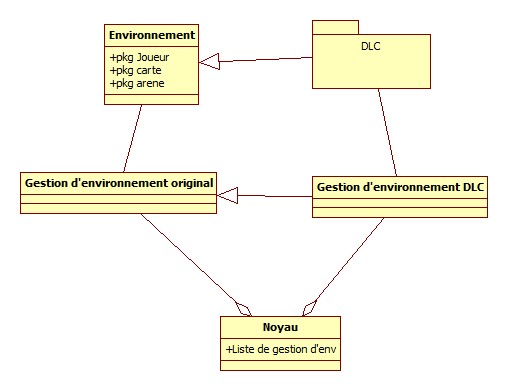 Environnement
+pkg Joueur
+pkg carte
+pkg arene
DLC
Gestion d'environnement original
Gestion d'environnement DLC
Noyau
+Liste de gestion d'env